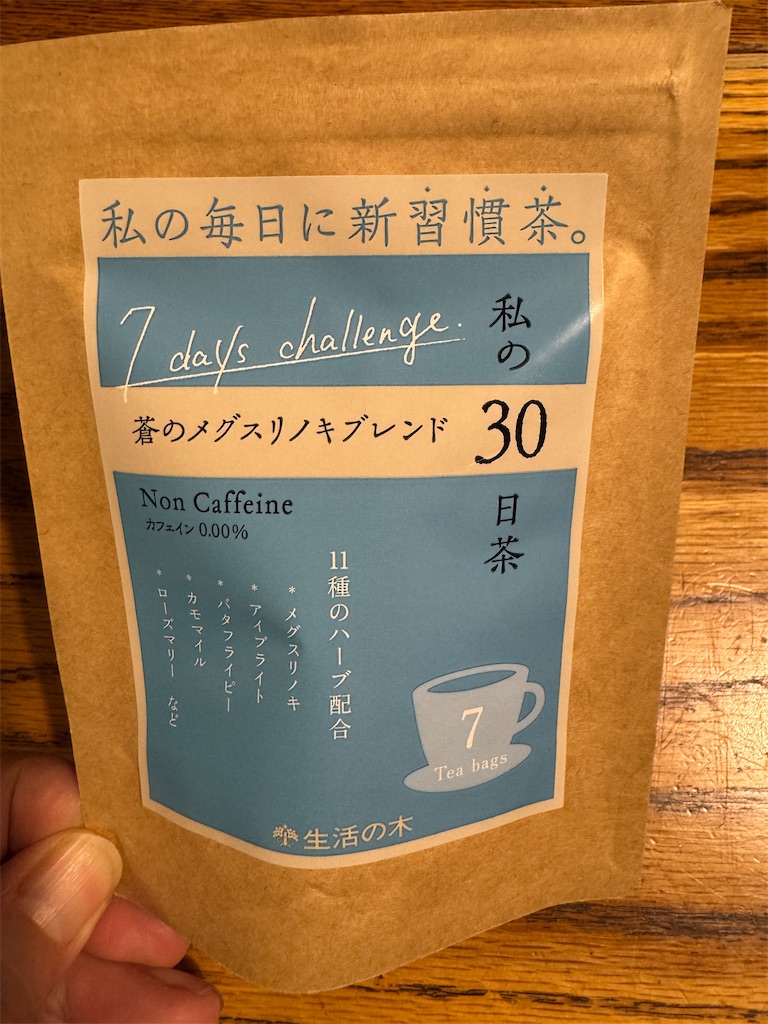 私の毎日に新習慣茶。
7 days challenge.
私の30日茶
蒼のメグスリノキブレンド
Non Caffeine
カフェイン 0.00%
11種のハーブ配合
* メグスリノキ
* アイブライト
* バタフライピー
* カモマイル
* ローズマリー など
7
Tea bags
生活の木